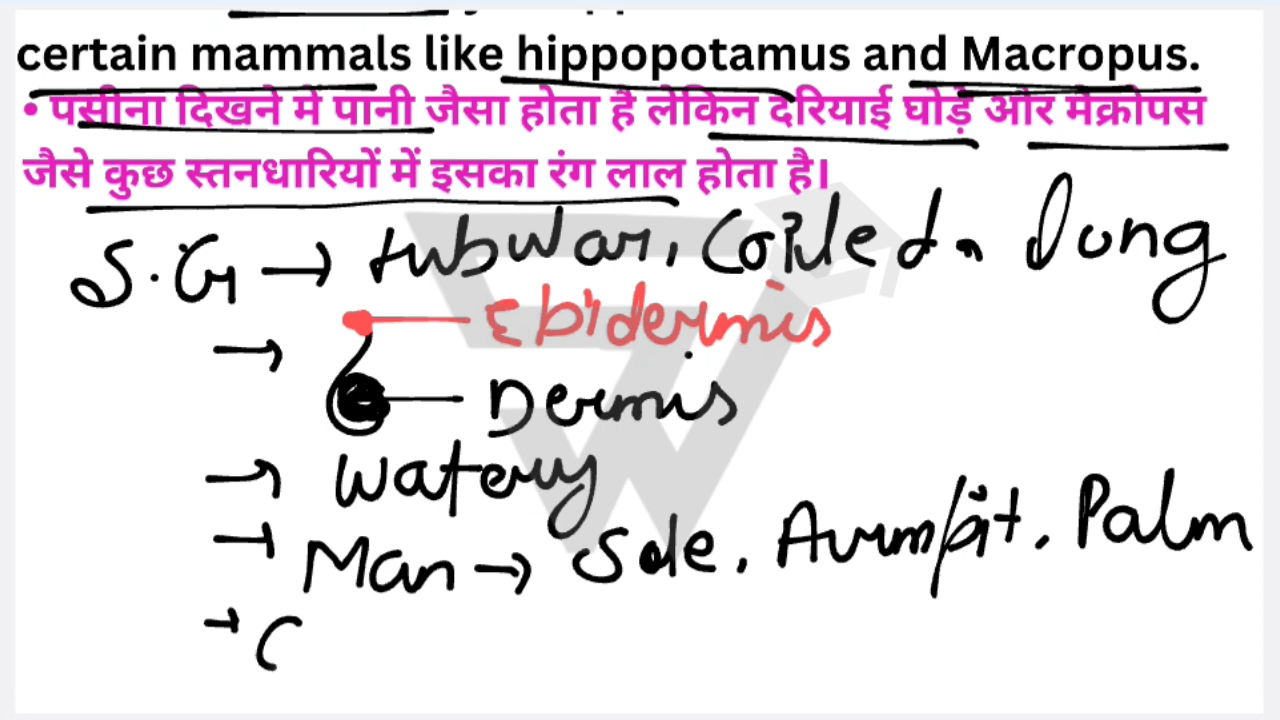 certain mammals like hippopotamus and Macropus.
• पसीना दिखने में पानी जैसा होता है लेकिन दरियाई घोड़े और मैक्रोपस
जैसे कुछ स्तनधारियों में इसका रंग लाल होता है।
S.G → tubular, Coiled, long
→ Ebidermis
Dermis
→ Watery
→ Man → Sole, Armpit, Palm
→ C